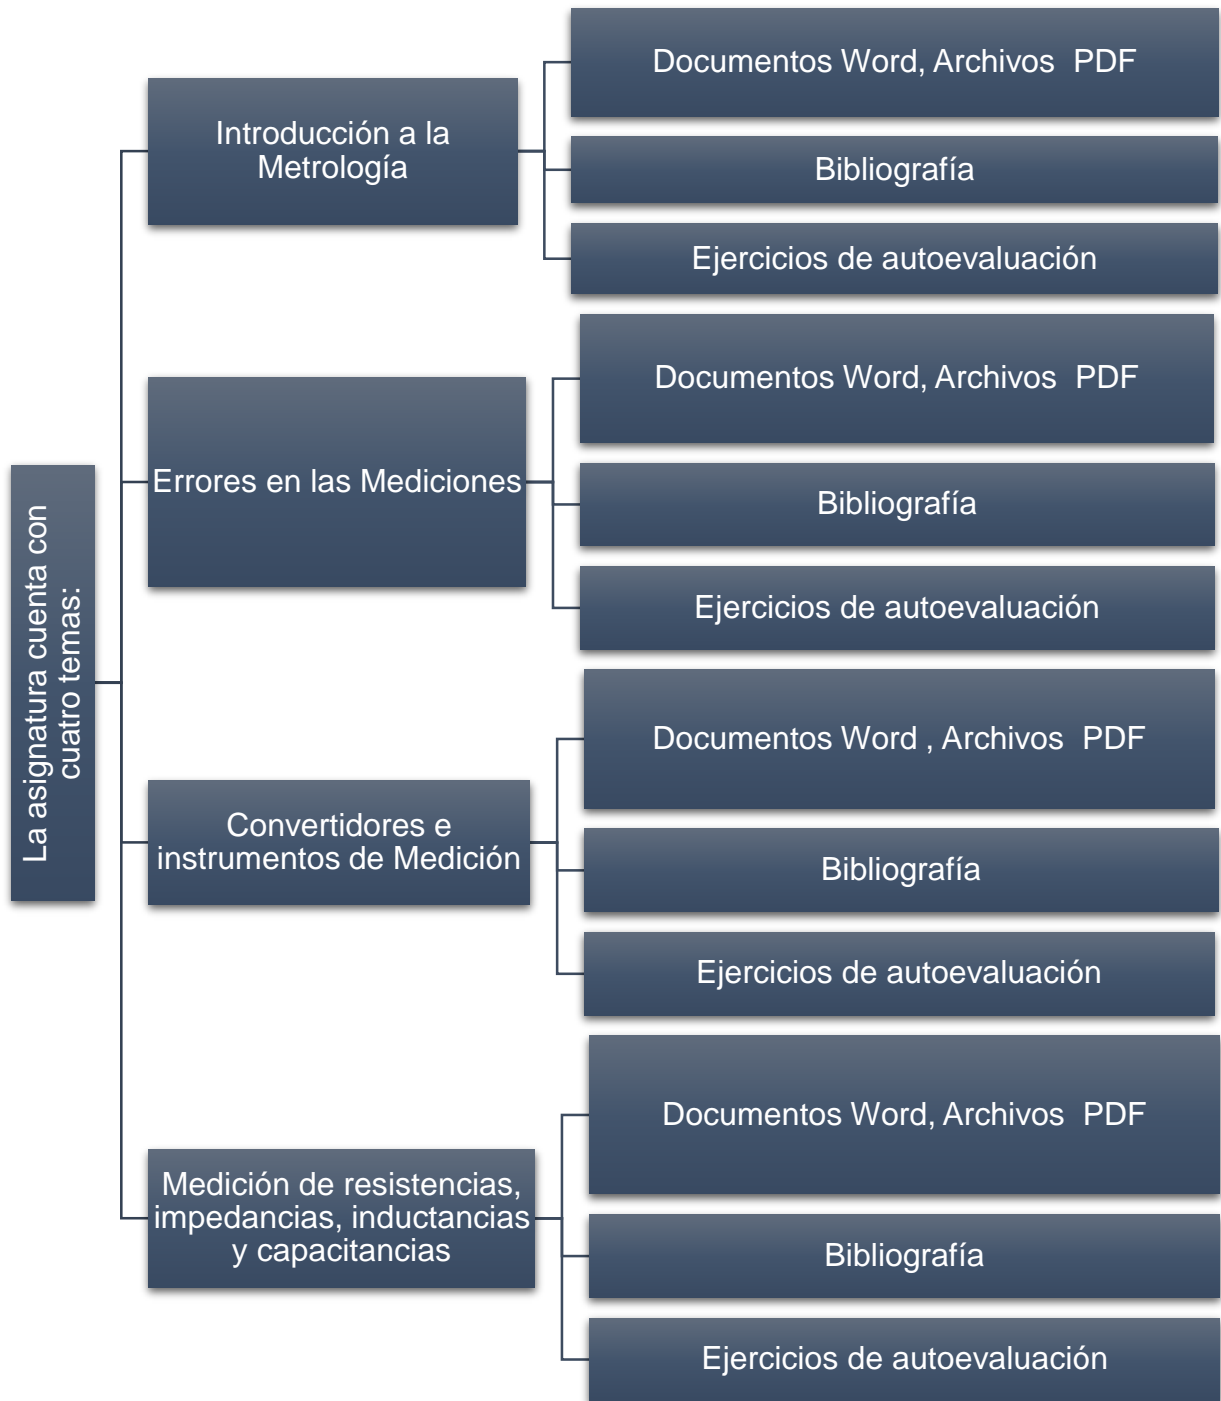 La asignatura cuenta con
cuatro temas:
Introducción a la
Metrología
Documentos Word, Archivos  PDF
Bibliografía
Ejercicios de autoevaluación
Errores en las Mediciones
Documentos Word, Archivos  PDF
Bibliografía
Ejercicios de autoevaluación
Convertidores e
instrumentos de Medición
Documentos Word , Archivos  PDF
Bibliografía
Ejercicios de autoevaluación
Medición de resistencias,
impedancias, inductancias
y capacitancias
Documentos Word, Archivos  PDF
Bibliografía
Ejercicios de autoevaluación